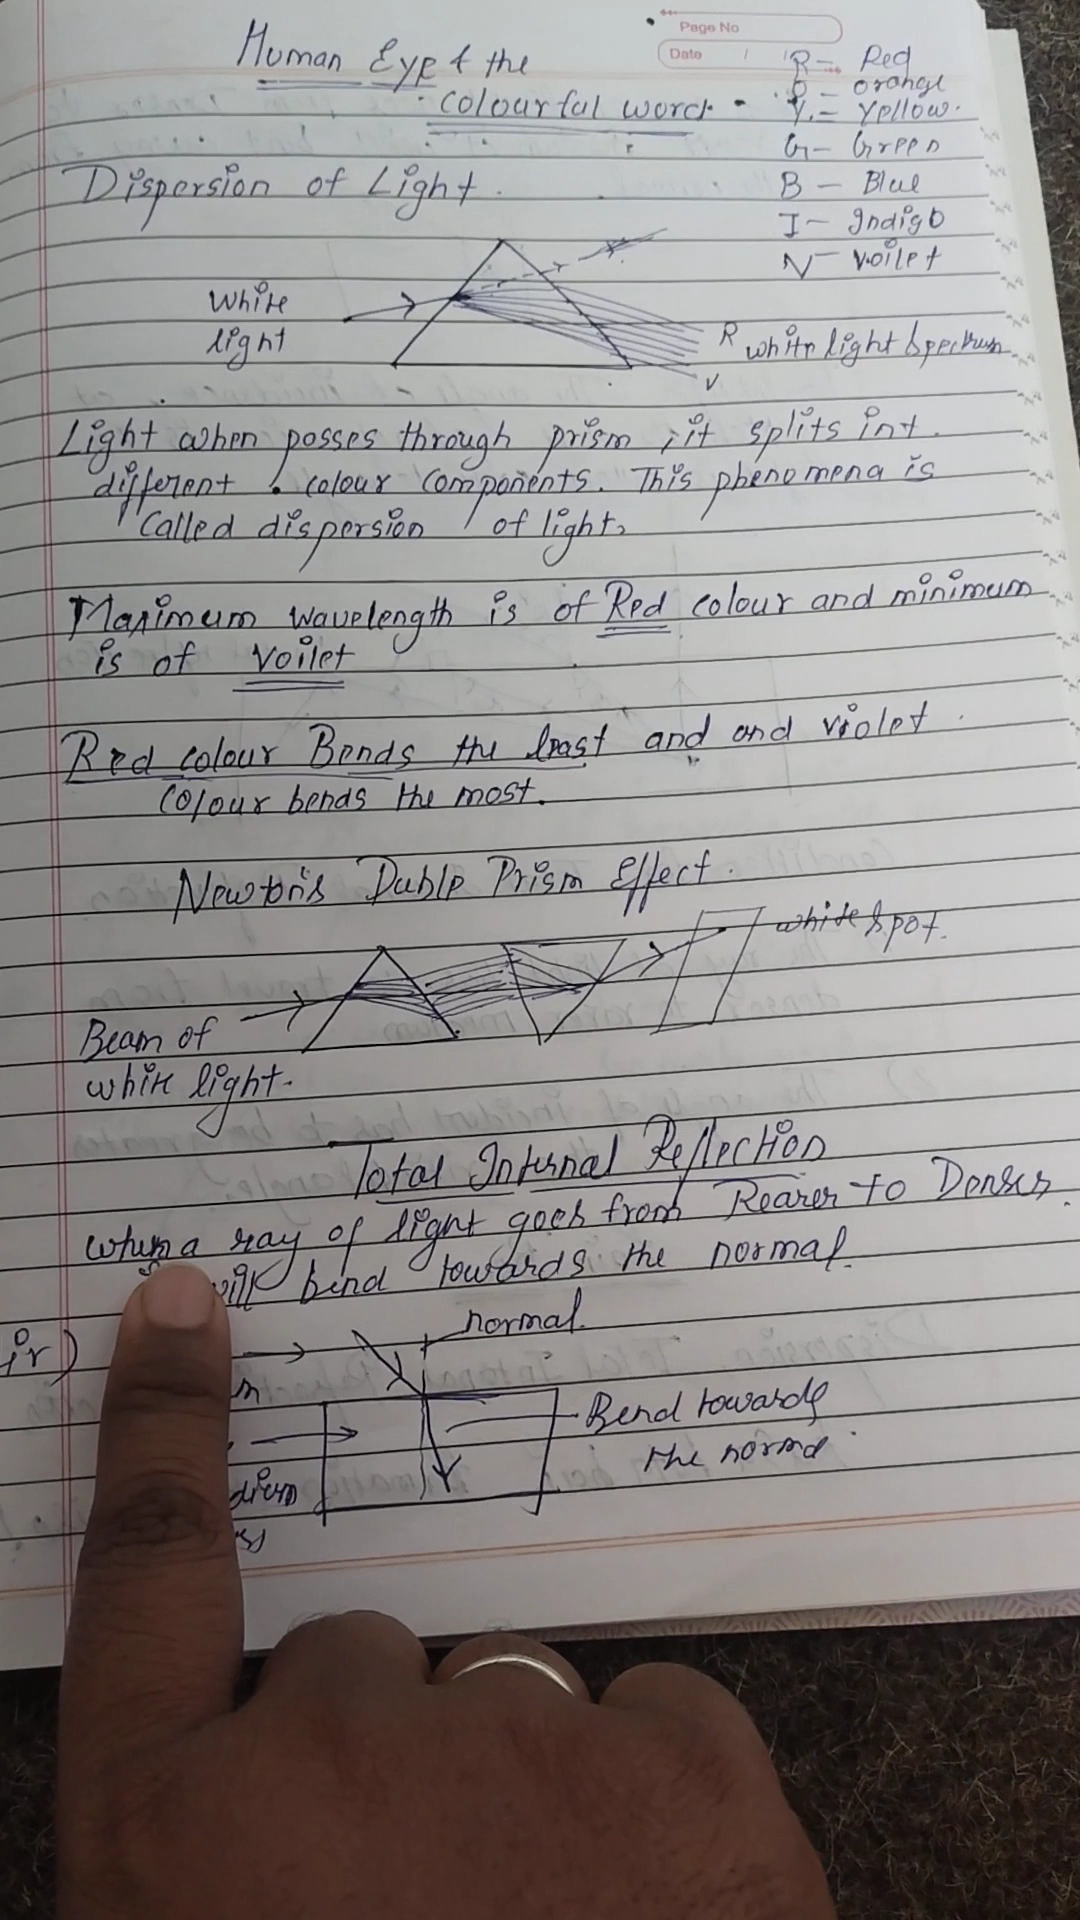 Page No
Date / /
Human Eye & the
colourful word
R - Red
O - orange
Y - Yellow.
G - Green
B - Blue
I - Indigo
V - voilet
Dispersion of Light.
white
light
R
white light spectrum
V
Light when posses through prism, it splits int.
different colour components. This phenomena is
Called dispersion of light.
Maximum wavelength is of Red colour and minimum
is of voilet
Red colour Bends the least and and violet.
Colour bends the most.
Newton's Duble Prism Effect.
white spot.
Beam of
white light.
Total Internal Reflection
when a ray of light goes from Rearer to Denser.
will bend towards the normal.
normal.
ir)
Bend towards
the normal